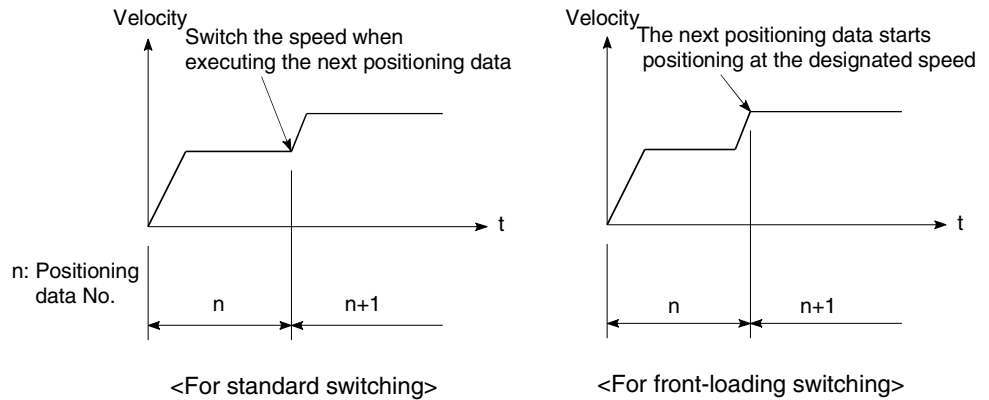 Velocity
Switch the speed when
executing the next positioning data
t
n: Positioning
data No.
n
n+1
<For standard switching>
Velocity
The next positioning data starts
positioning at the designated speed
t
n
n+1
<For front-loading switching>